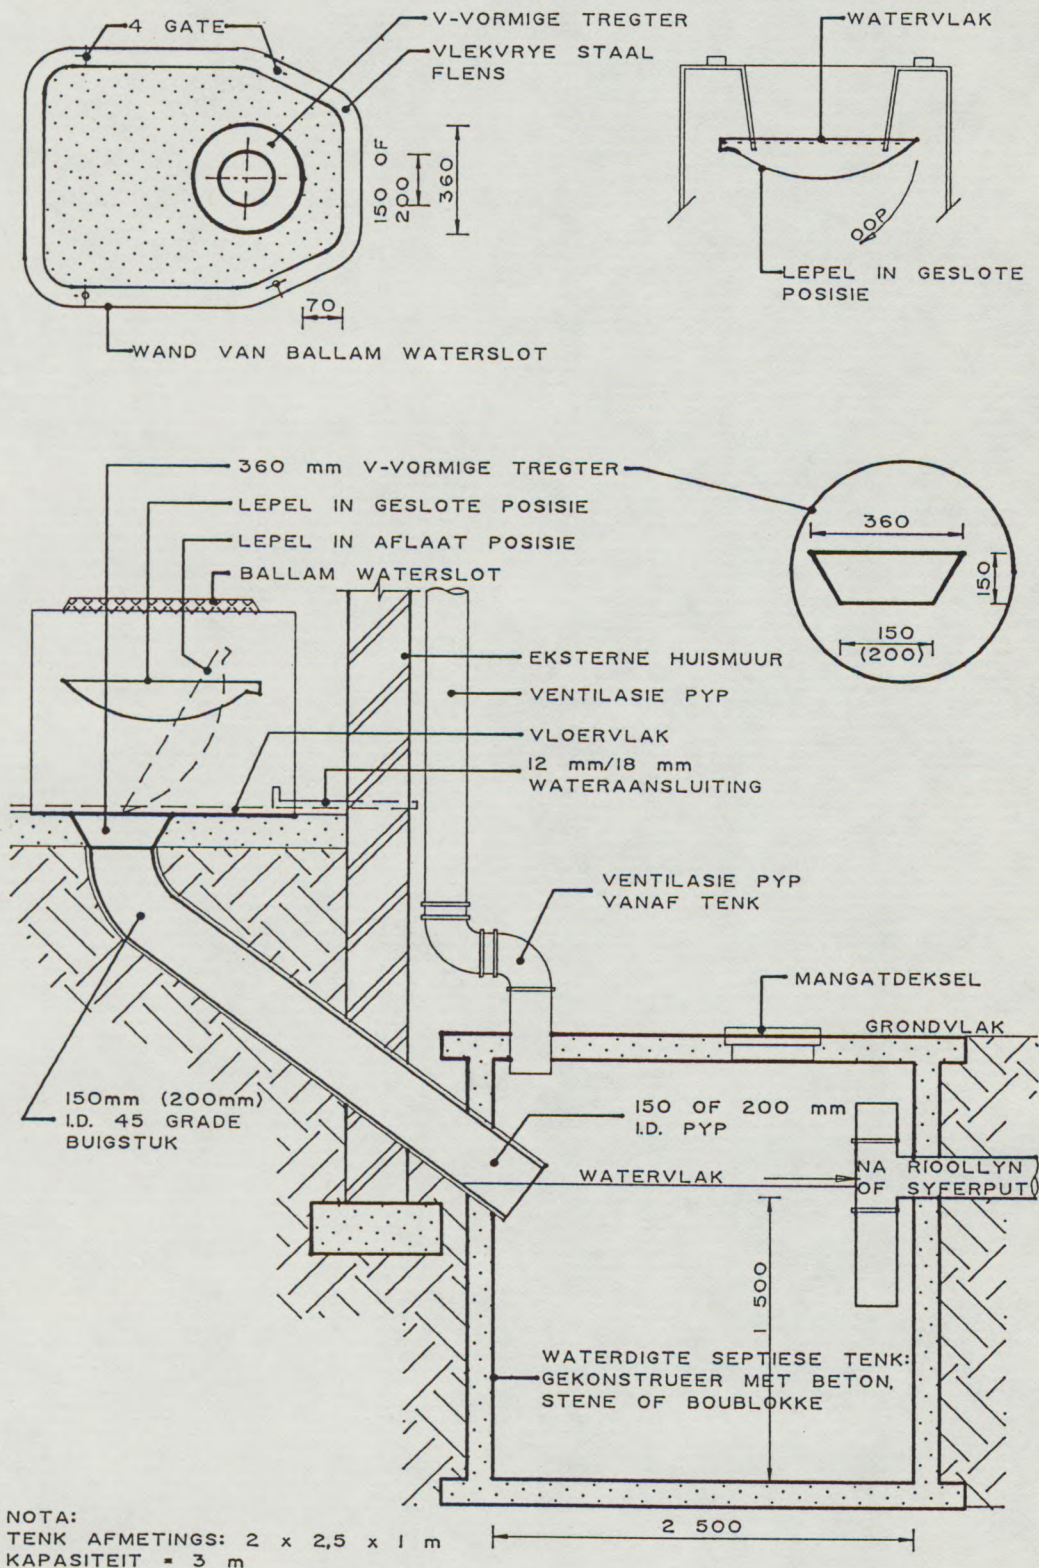 4 GATE
V-VORMIGE TREGTER
VLEKVRYE STAAL
FLENS
150 OF
200
360
70
WAND VAN BALLAM WATERSLOT
WATERVLAK
OOP
LEPEL IN GESLOTE
POSISIE
360 mm V-VORMIGE TREGTER
LEPEL IN GESLOTE POSISIE
LEPEL IN AFLAAT POSISIE
BALLAM WATERSLOT
360
150
150
(200)
EKSTERNE HUISMUUR
VENTILASIE PYP
VLOERVLAK
12 mm/18 mm
WATERAANSLUITING
VENTILASIE PYP
VANAF TENK
MANGATDEKSEL
GRONDVLAK
150mm (200mm)
I.D. 45 GRADE
BUIGSTUK
150 OF 200 mm
I.D. PYP
WATERVLAK
NA RIOOLLYN
OF SYFERPUT
1 500
WATERDIGTE SEPTIESE TENK:
GEKONSTRUEER MET BETON,
STENE OF BOUBLOKKE
2 500
NOTA:
TENK AFMETINGS: 2 x 2,5 x 1 m
KAPASITEIT = 3 m